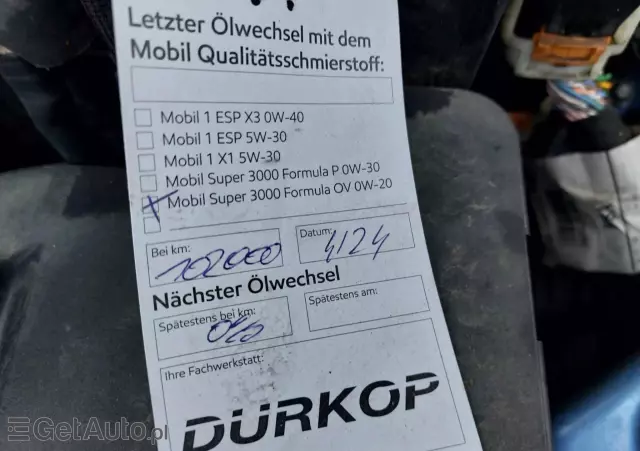 Letzter Ölwechsel mit dem
Mobil Qualitätsschmierstoff:
Mobil 1 ESP X3 0W-40
Mobil 1 ESP 5W-30
Mobil 1 X1 5W-30
Mobil Super 3000 Formula P 0W-30
Mobil Super 3000 Formula OV 0W-20
Bei km: 102000
Datum: 4/24
Nächster Ölwechsel
Spätestens bei km:
Spätestens am:
Ihre Fachwerkstatt:
DÜRKOP
GetAuto.pl